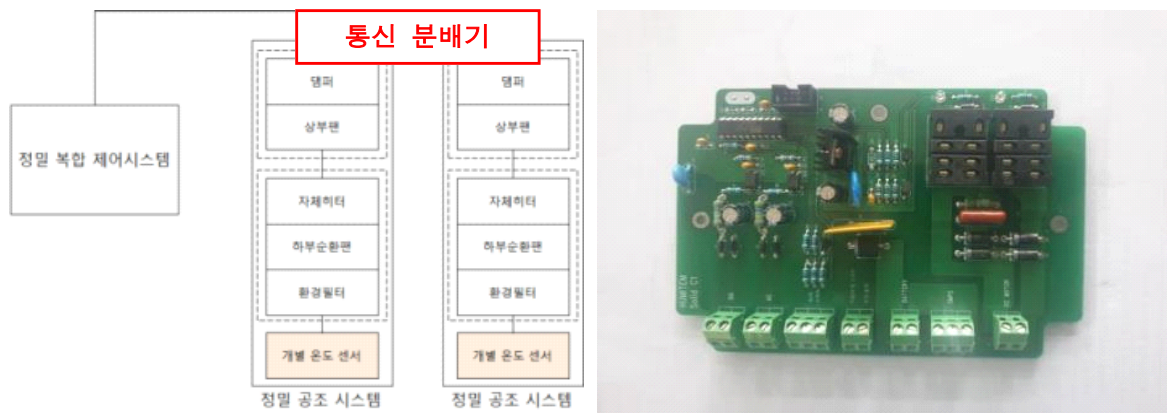 통신 분배기
정밀 복합 제어시스템
댐퍼
상부팬
자체히터
하부순환팬
환경필터
개별 온도 센서
정밀 공조 시스템
댐퍼
상부팬
자체히터
하부순환팬
환경필터
개별 온도 센서
정밀 공조 시스템
BATTERY